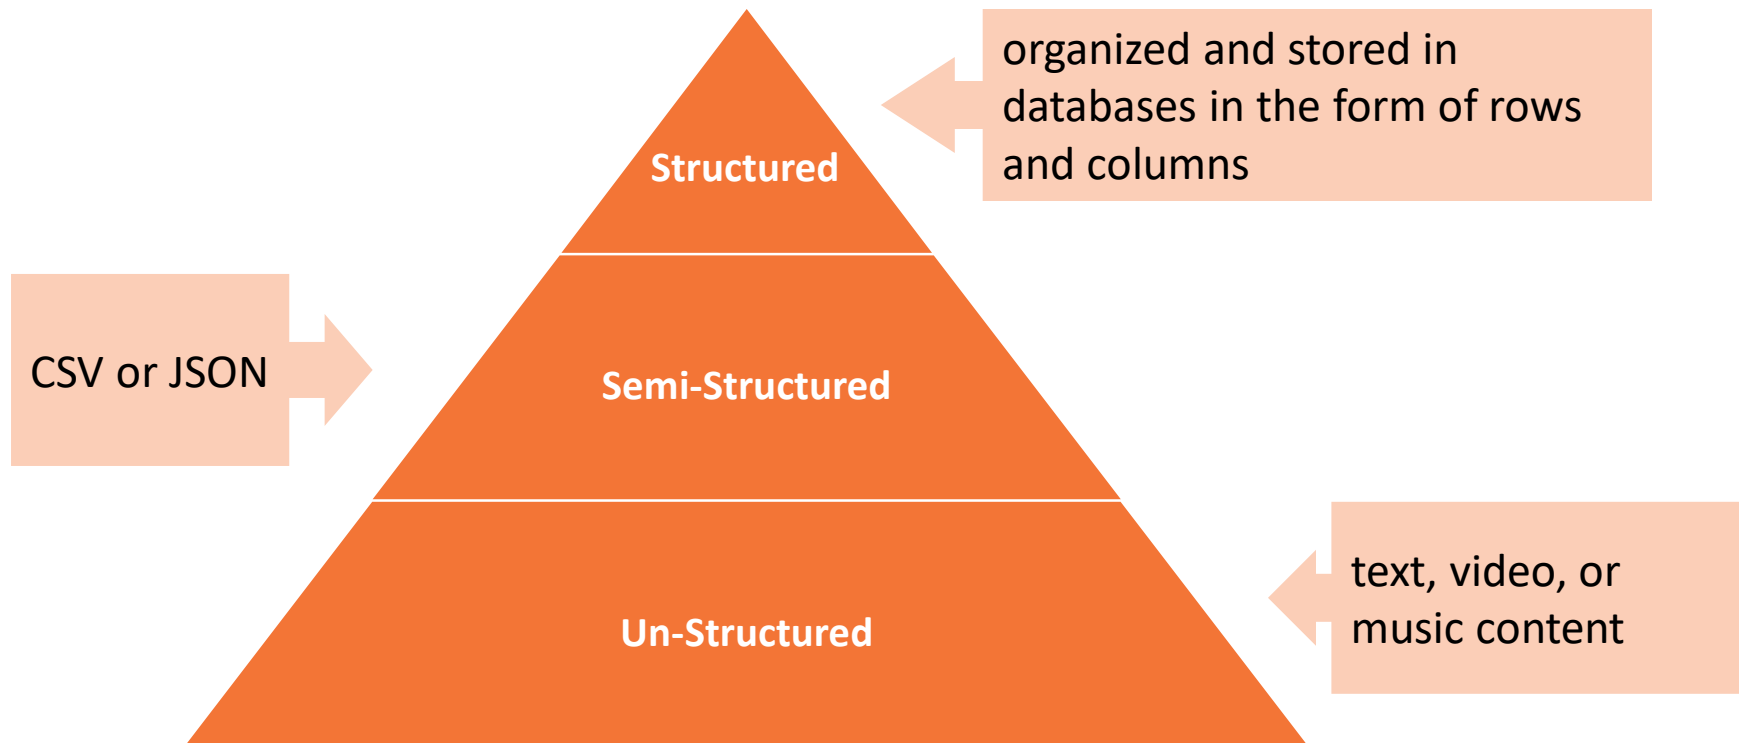 organized and stored in
databases in the form of rows
and columns
Structured
CSV or JSON
Semi-Structured
text, video, or
music content
Un-Structured